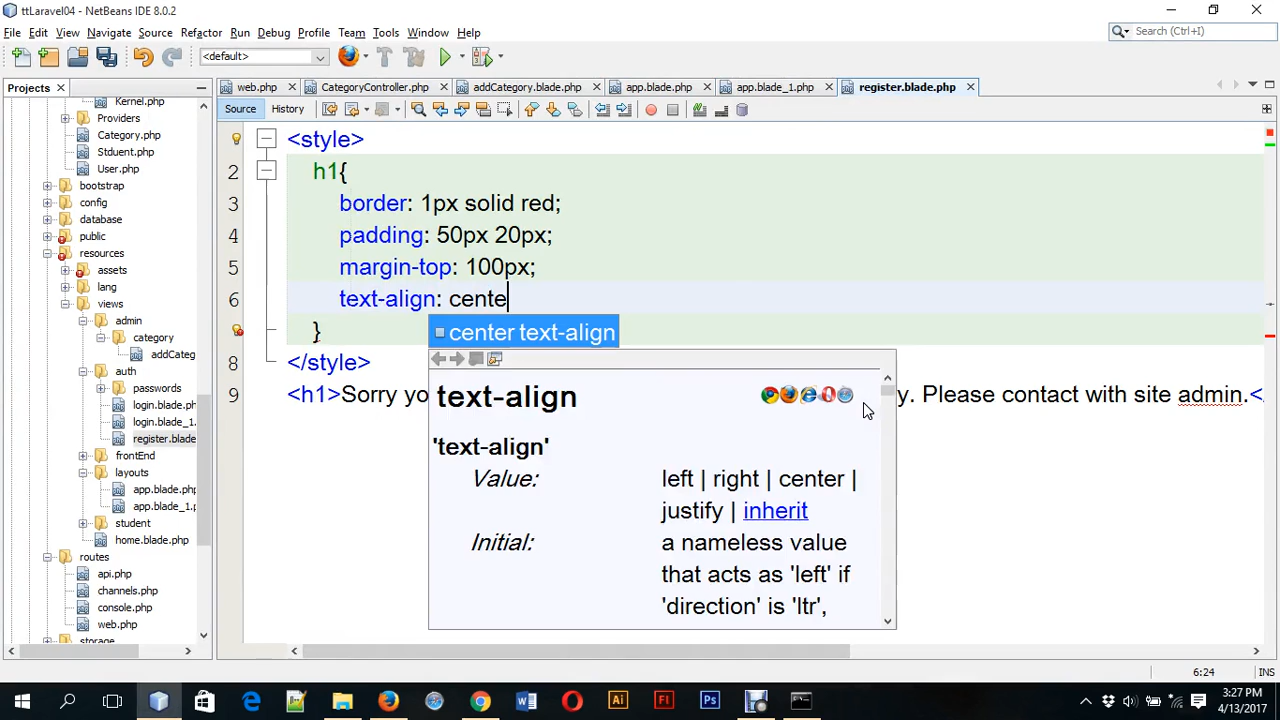 ttLaravel04 - NetBeans IDE 8.0.2
File Edit View Navigate Source Refactor Run Debug Profile Team Tools Window Help
Search (Ctrl+I)
<default>
Projects
web.php CategoryController.php addCategory.blade.php app.blade.php app.blade_1.php register.blade.php
Source History
Kernel.php
Providers
Category.php
Stduent.php
User.php
bootstrap
config
database
public
resources
assets
lang
views
admin
category
addCateg
auth
passwords
login.blade.ph
login.blade_1.
register.blade
frontEnd
layouts
app.blade.php
app.blade_1.p
student
home.blade.php
routes
api.php
channels.php
console.php
web.php
storage
<style>
2 h1{
3 border: 1px solid red;
4 padding: 50px 20px;
5 margin-top: 100px;
6 text-align: cente
}
8 </style>
9 <h1>Sorry yo
y. Please contact with site admin.</
center text-align
text-align
'text-align'
Value: left | right | center |
justify | inherit
Initial: a nameless value
that acts as 'left' if
'direction' is 'ltr',
6:24 INS
Ai Fl Ps
3:27 PM
4/13/2017